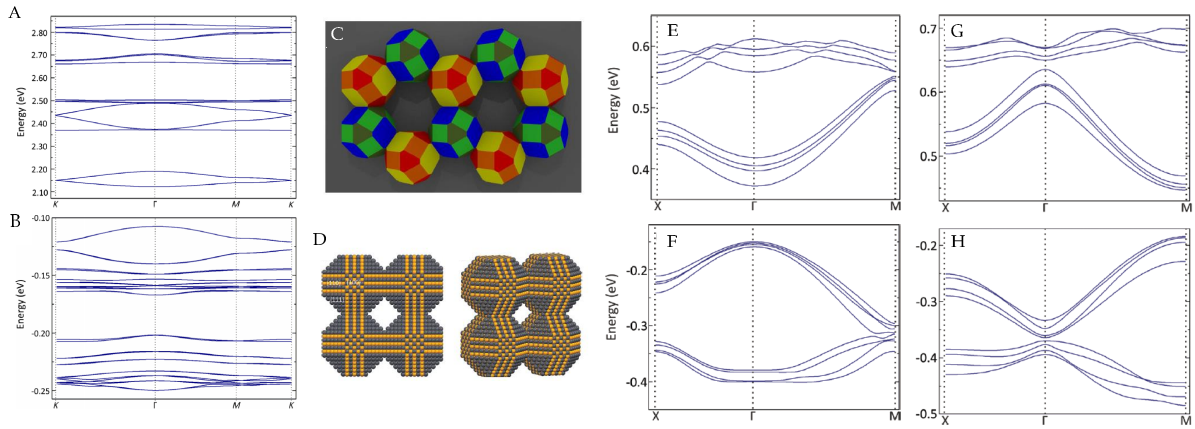 A
Energy (eV)
2.80
2.70
2.60
2.50
2.40
2.30
2.20
2.10
K Γ M K
B
Energy (eV)
-0.10
-0.15
-0.20
-0.25
K Γ M K
C
D
E
Energy (eV)
0.6
0.5
0.4
X Γ M
F
-0.2
-0.3
-0.4
X Γ M
G
0.7
0.6
0.5
X Γ M
H
-0.2
-0.3
-0.4
-0.5
X Γ M